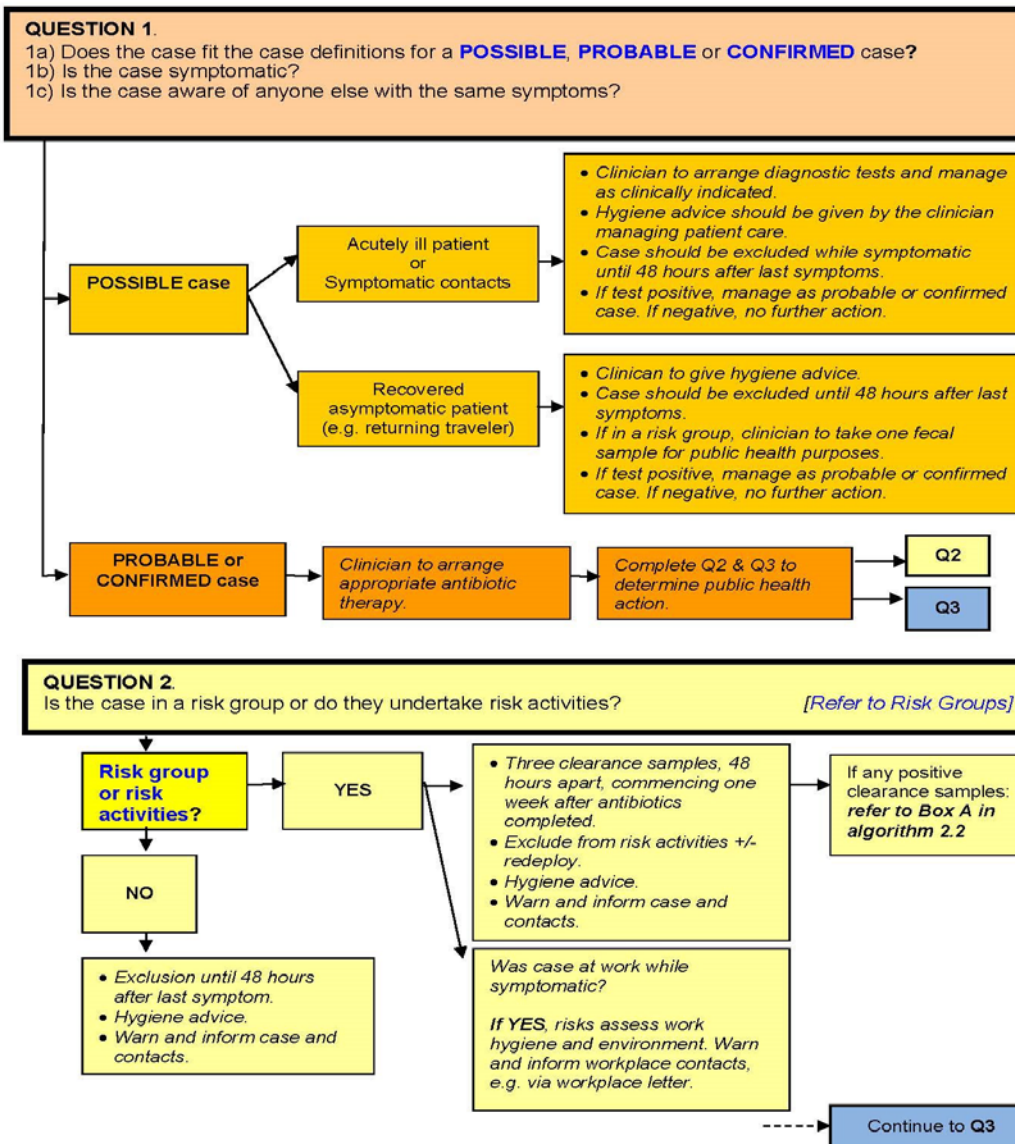 QUESTION 1.
1a) Does the case fit the case definitions for a POSSIBLE, PROBABLE or CONFIRMED case?
1b) Is the case symptomatic?
1c) Is the case aware of anyone else with the same symptoms?
POSSIBLE case
Acutely ill patient
or
Symptomatic contacts
• Clinician to arrange diagnostic tests and manage
as clinically indicated.
• Hygiene advice should be given by the clinician
managing patient care.
• Case should be excluded while symptomatic
until 48 hours after last symptoms.
• If test positive, manage as probable or confirmed
case. If negative, no further action.
Recovered
asymptomatic patient
(e.g. returning traveler)
• Clinican to give hygiene advice.
• Case should be excluded until 48 hours after last
symptoms.
• If in a risk group, clinician to take one fecal
sample for public health purposes.
• If test positive, manage as probable or confirmed
case. If negative, no further action.
PROBABLE or
CONFIRMED case
Clinician to arrange
appropriate antibiotic
therapy.
Complete Q2 & Q3 to
determine public health
action.
Q2
Q3
QUESTION 2.
Is the case in a risk group or do they undertake risk activities? [Refer to Risk Groups]
Risk group
or risk
activities?
YES
• Three clearance samples, 48
hours apart, commencing one
week after antibiotics
completed.
• Exclude from risk activities +/-
redeploy.
• Hygiene advice.
• Warn and inform case and
contacts.
If any positive
clearance samples:
refer to Box A in
algorithm 2.2
NO
• Exclusion until 48 hours
after last symptom.
• Hygiene advice.
• Warn and inform case and
contacts.
Was case at work while
symptomatic?
If YES, risks assess work
hygiene and environment. Warn
and inform workplace contacts,
e.g. via workplace letter.
Continue to Q3